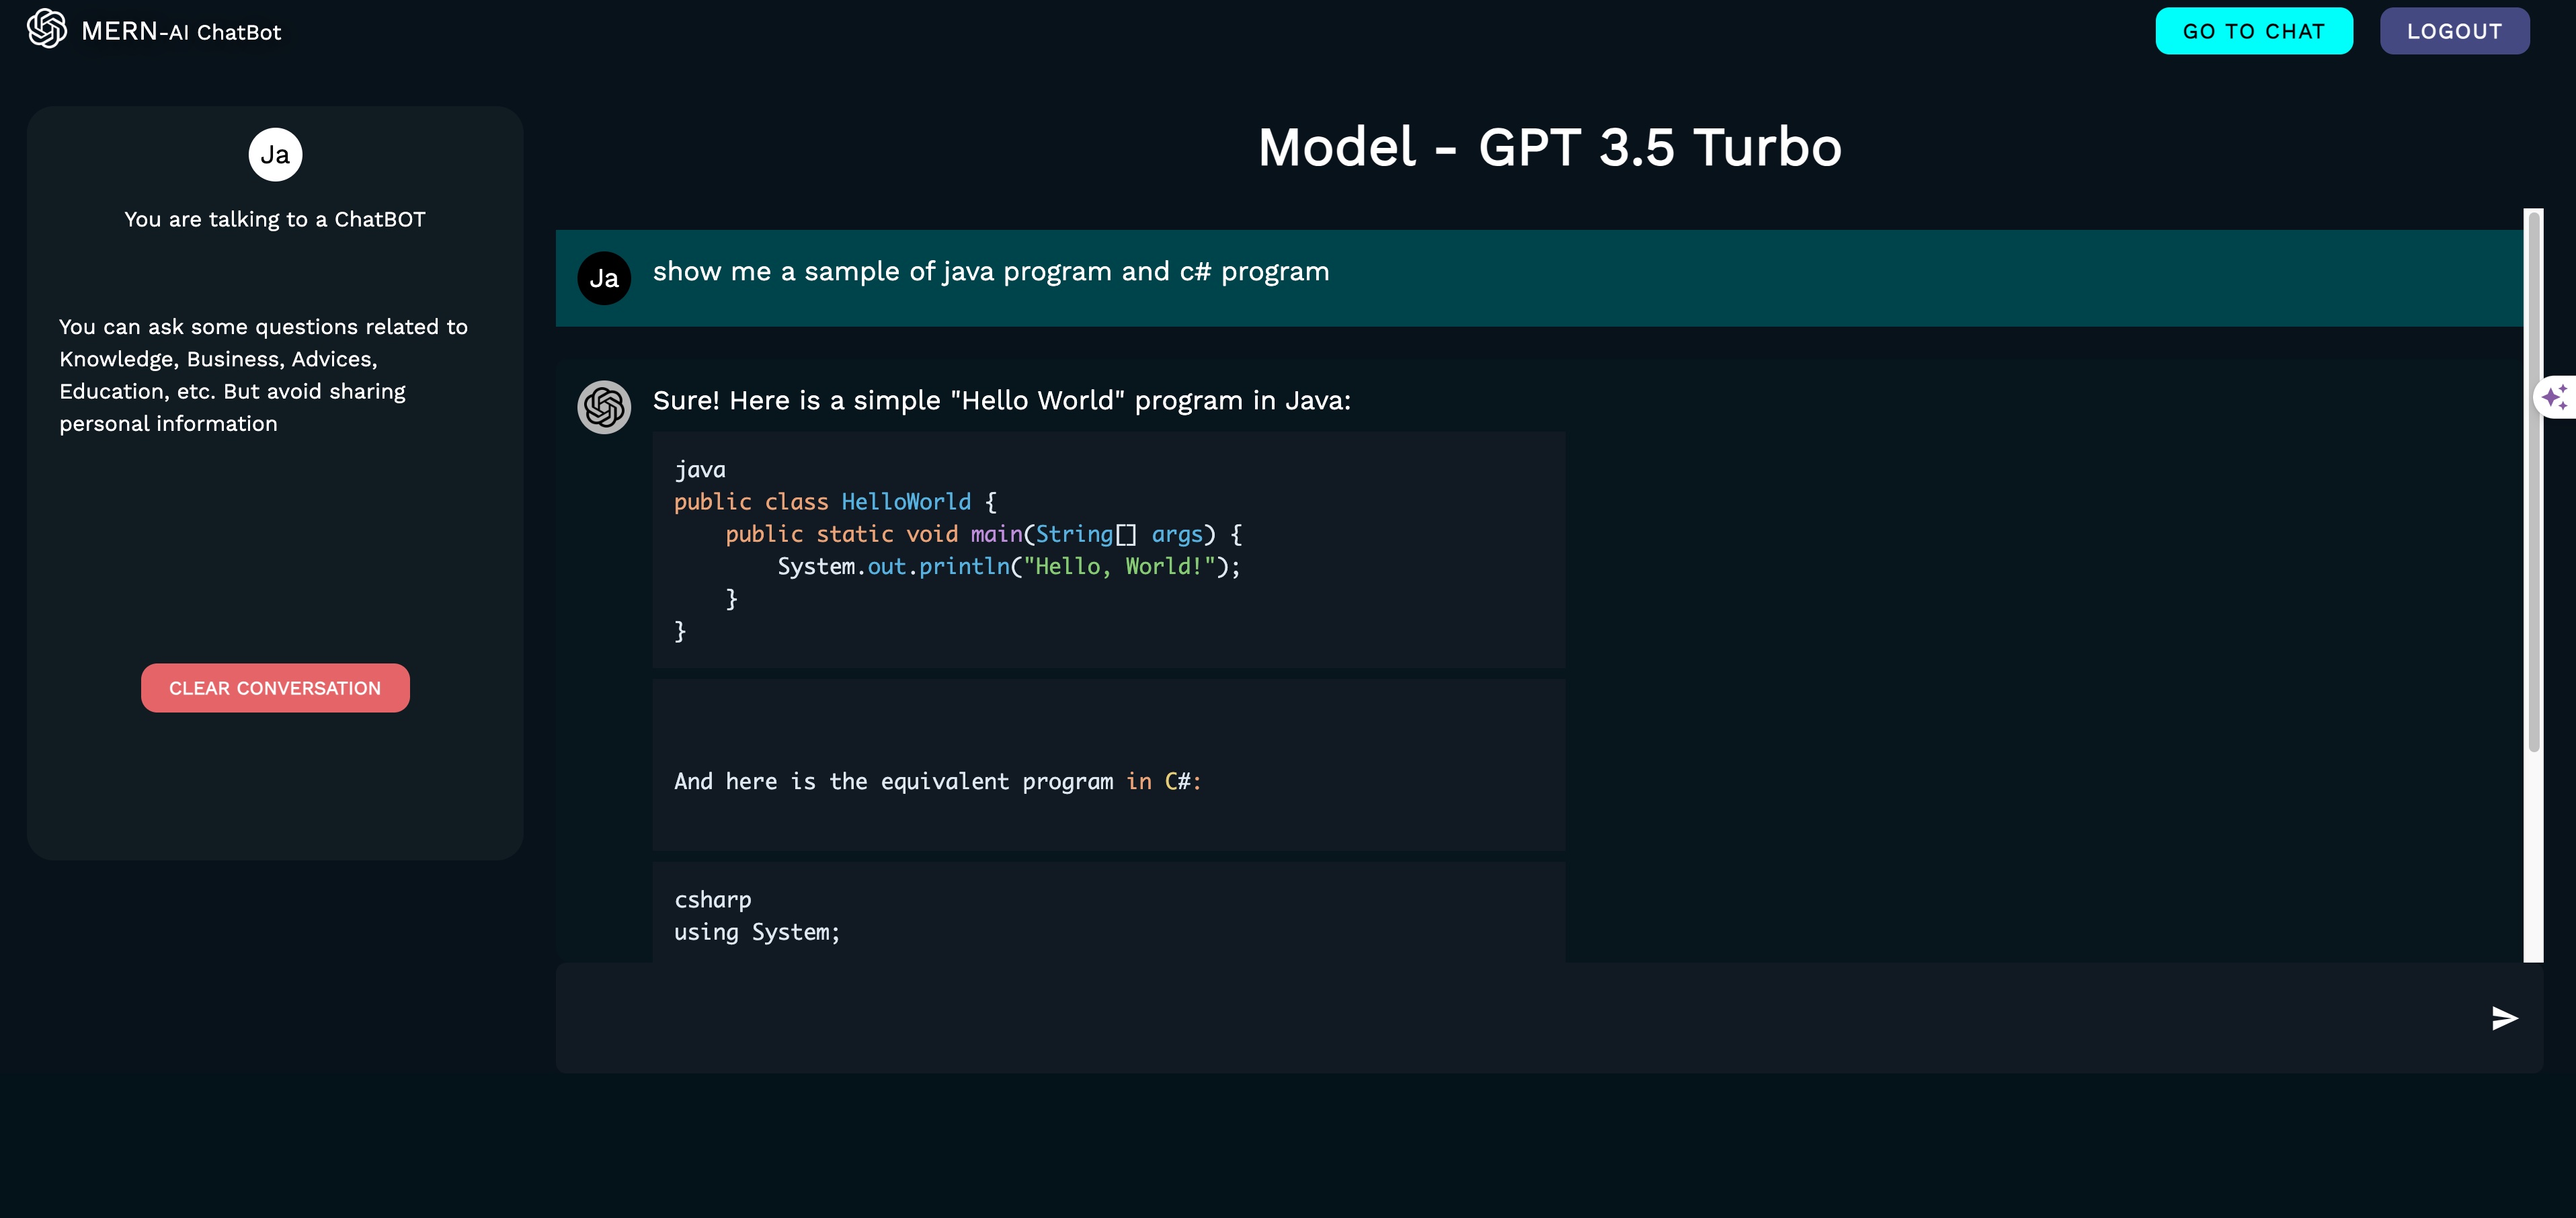 MERN-AI ChatBot
GO TO CHAT
LOGOUT
Ja
You are talking to a ChatBOT
You can ask some questions related to
Knowledge, Business, Advices,
Education, etc. But avoid sharing
personal information
CLEAR CONVERSATION
Model - GPT 3.5 Turbo
Ja
show me a sample of java program and c# program
Sure! Here is a simple "Hello World" program in Java:
java
public class HelloWorld {
    public static void main(String[] args) {
        System.out.println("Hello, World!");
    }
}
And here is the equivalent program in C#:
csharp
using System;